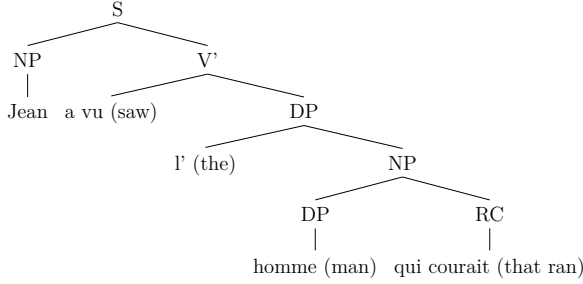 S
NP V'
Jean a vu (saw) DP
l' (the) NP
DP RC
homme (man) qui courait (that ran)